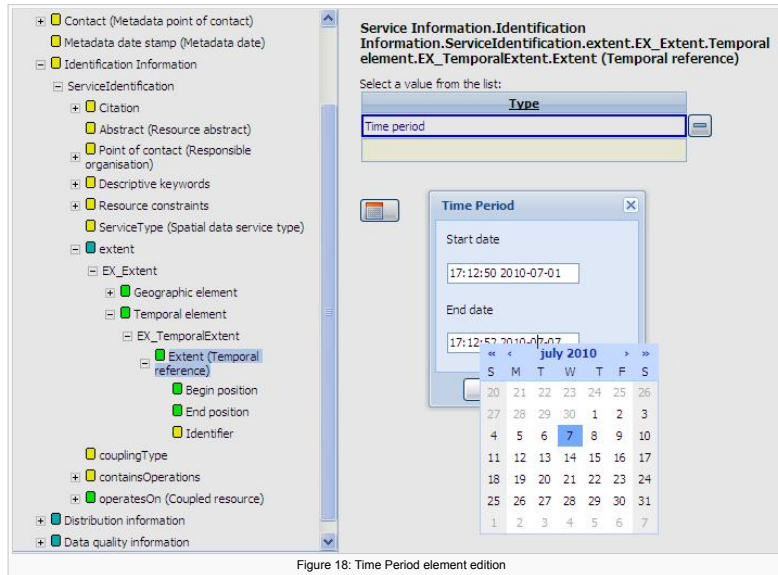 Contact (Metadata point of contact)
Metadata date stamp (Metadata date)
Identification Information
ServiceIdentification
Citation
Abstract (Resource abstract)
Point of contact (Responsible
organisation)
Descriptive keywords
Resource constraints
ServiceType (Spatial data service type)
extent
EX_Extent
Geographic element
Temporal element
EX_TemporalExtent
Extent (Temporal
reference)
Begin position
End position
Identifier
couplingType
containsOperations
operatesOn (Coupled resource)
Distribution information
Data quality information
Service Information.Identification
Information.ServiceIdentification.extent.EX_Extent.Temporal
element.EX_TemporalExtent.Extent (Temporal reference)
Select a value from the list:
Type
Time period
Time Period
Start date
17:12:50 2010-07-01
End date
17:12:52 2010-07-07
« ‹ july 2010 › »
S M T W T F S
20 21 22 23 24 25 26
27 28 29 30 1 2 3
4 5 6 7 8 9 10
11 12 13 14 15 16 17
18 19 20 21 22 23 24
25 26 27 28 29 30 31
1 2 3 4 5 6 7
Figure 18: Time Period element edition